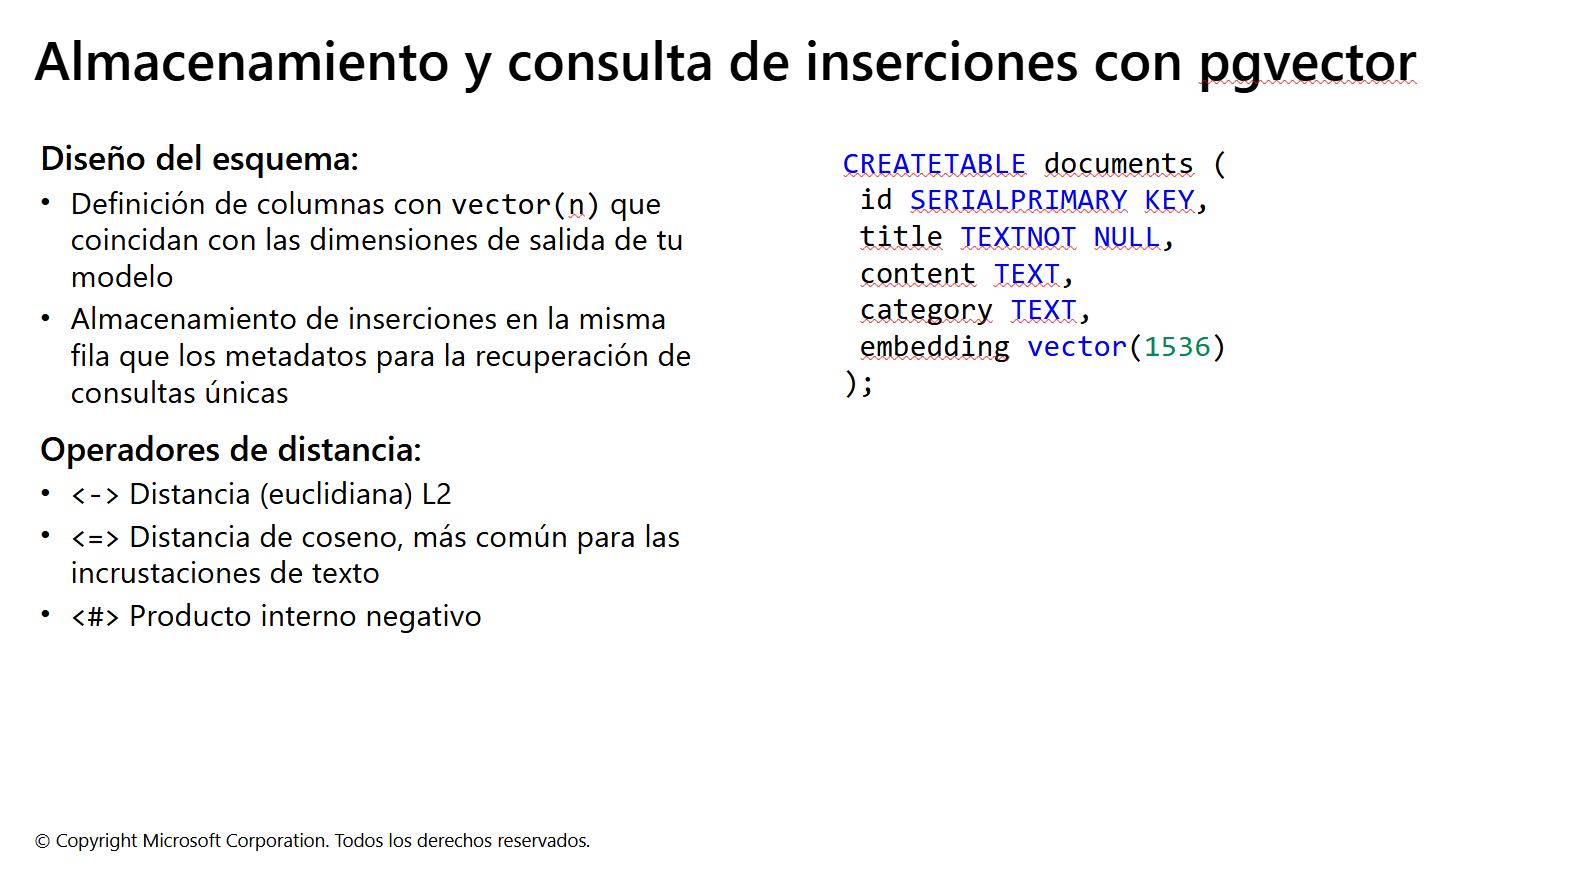 Almacenamiento y consulta de inserciones con pgvector
Diseño del esquema:
• Definición de columnas con vector(n) que
coincidan con las dimensiones de salida de tu
modelo
• Almacenamiento de inserciones en la misma
fila que los metadatos para la recuperación de
consultas únicas
Operadores de distancia:
• <-> Distancia (euclidiana) L2
• <=> Distancia de coseno, más común para las
incrustaciones de texto
• <#> Producto interno negativo
CREATETABLE documents (
id SERIALPRIMARY KEY,
title TEXTNOT NULL,
content TEXT,
category TEXT,
embedding vector(1536)
);
© Copyright Microsoft Corporation. Todos los derechos reservados.